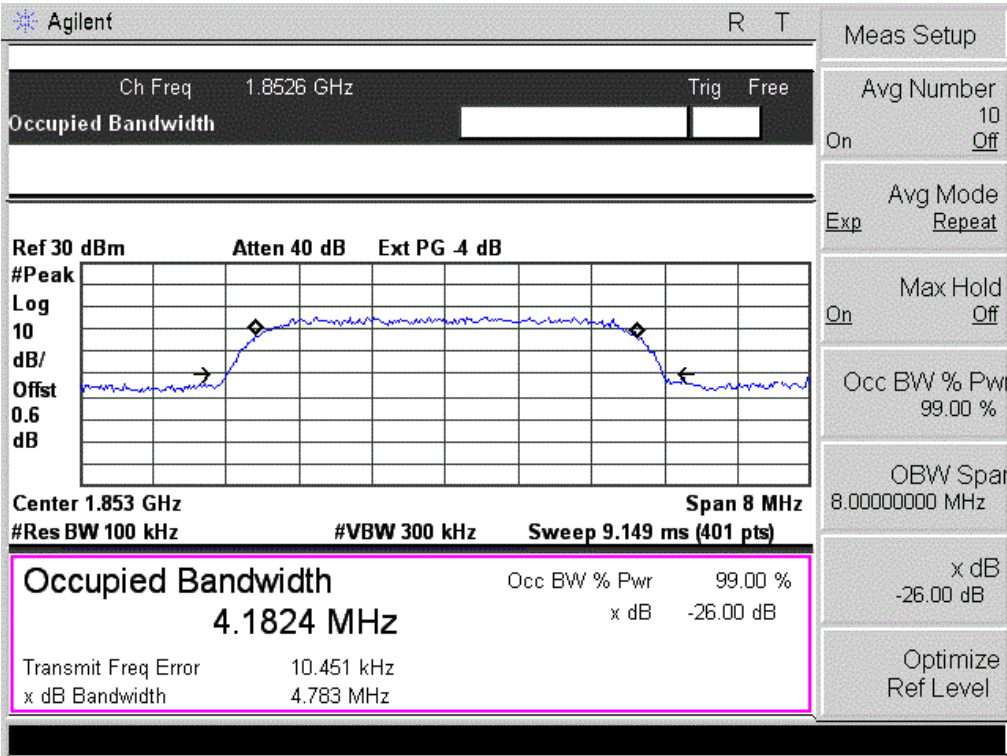 Agilent R T
Ch Freq 1.8526 GHz Trig Free
Occupied Bandwidth
Ref 30 dBm Atten 40 dB Ext PG -4 dB
#Peak
Log
10
dB/
Offst
0.6
dB
Center 1.853 GHz Span 8 MHz
#Res BW 100 kHz #VBW 300 kHz Sweep 9.149 ms (401 pts)
Occupied Bandwidth
4.1824 MHz
Occ BW % Pwr 99.00 %
x dB -26.00 dB
Transmit Freq Error 10.451 kHz
x dB Bandwidth 4.783 MHz
Meas Setup
Avg Number
10
On Off
Avg Mode
Exp Repeat
Max Hold
On Off
Occ BW % Pwr
99.00 %
OBW Span
8.00000000 MHz
x dB
-26.00 dB
Optimize
Ref Level